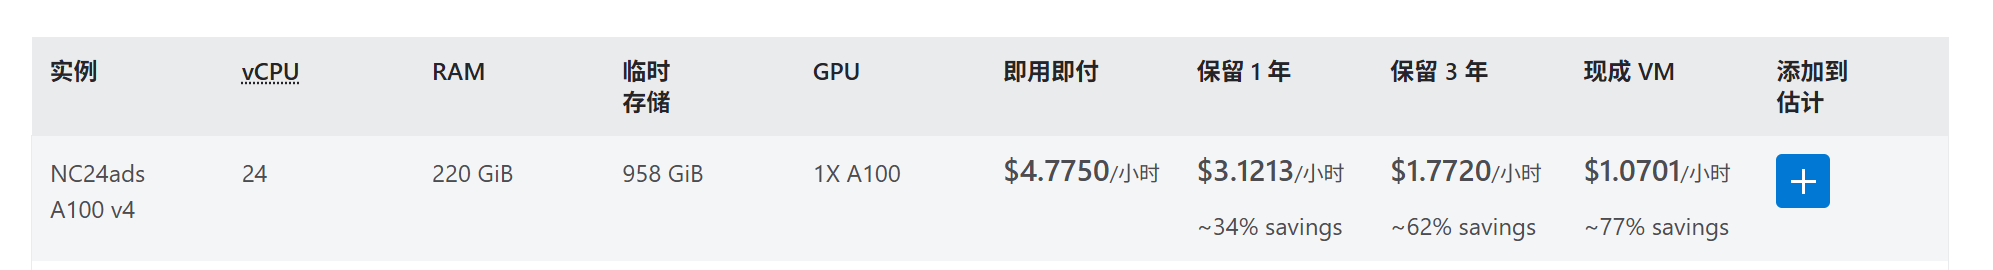 实例 vCPU RAM 临时存储 GPU 即用即付 保留 1 年 保留 3 年 现成 VM 添加到估计
NC24ads A100 v4 24 220 GiB 958 GiB 1X A100 $4.7750/小时 $3.1213/小时 ~34% savings $1.7720/小时 ~62% savings $1.0701/小时 ~77% savings